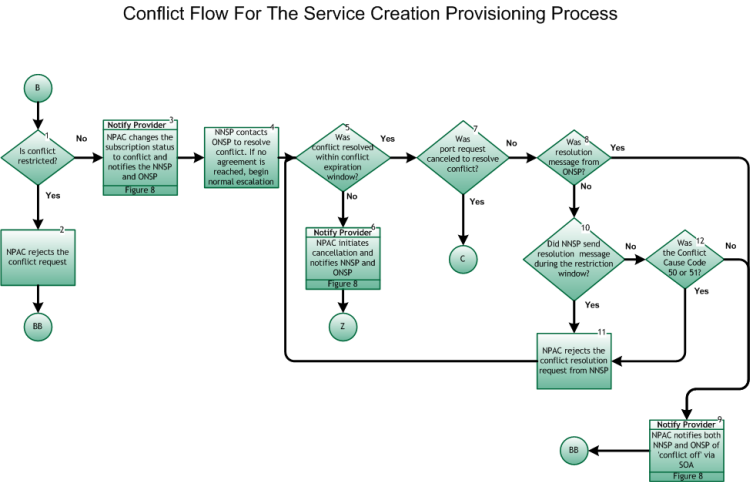 Conflict Flow For The Service Creation Provisioning Process
B
1
Is conflict
restricted?
No
Yes
2
NPAC rejects the
conflict request
BB
3
Notify Provider
NPAC changes the
subscription status
to conflict and
notifies the NNSP
and ONSP
Figure 8
4
NNSP contacts
ONSP to resolve
conflict. If no
agreement is
reached, begin
normal escalation
5
Was
conflict resolved
within conflict
expiration
window?
Yes
No
6
Notify Provider
NPAC initiates
cancellation and
notifies NNSP and
ONSP
Figure 8
Z
7
Was
port request
canceled to resolve
conflict?
No
Yes
C
8
Was
resolution
message from
ONSP?
Yes
No
10
Did NNSP send
resolution message
during the restriction
window?
No
Yes
12
Was
the Conflict
Cause Code
50 or 51?
No
Yes
11
NPAC rejects the
conflict resolution
request from NNSP
9
Notify Provider
NPAC notifies both
NNSP and ONSP of
'conflict off' via
SOA
Figure 8
BB